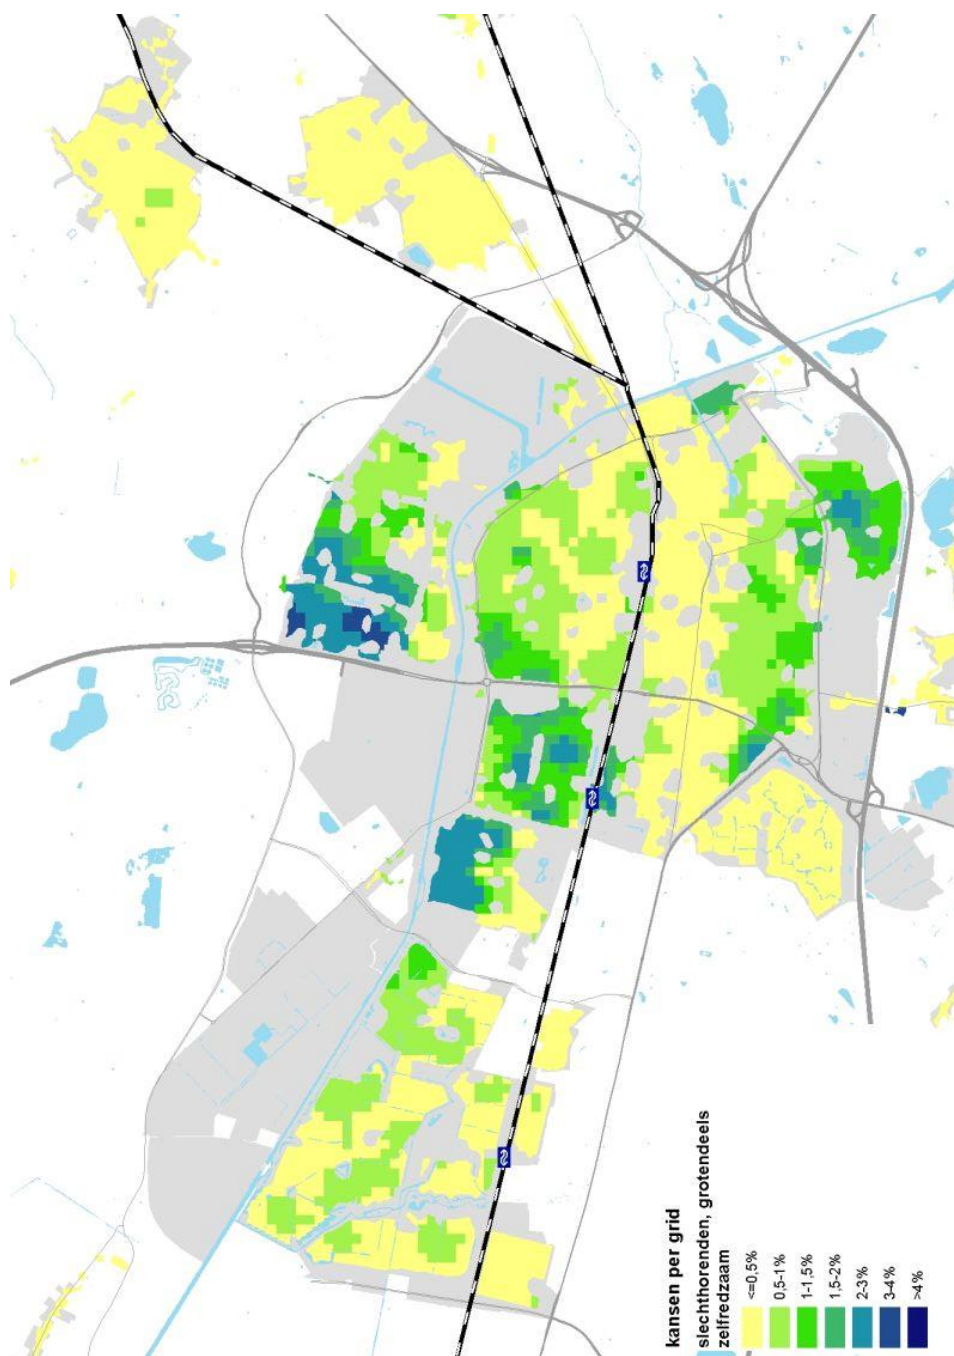 kansen per grid
slechthorenden, grotendeels
zelfredzaam
<=0,5%
0,5-1%
1-1,5%
1,5-2%
2-3%
3-4%
>4%